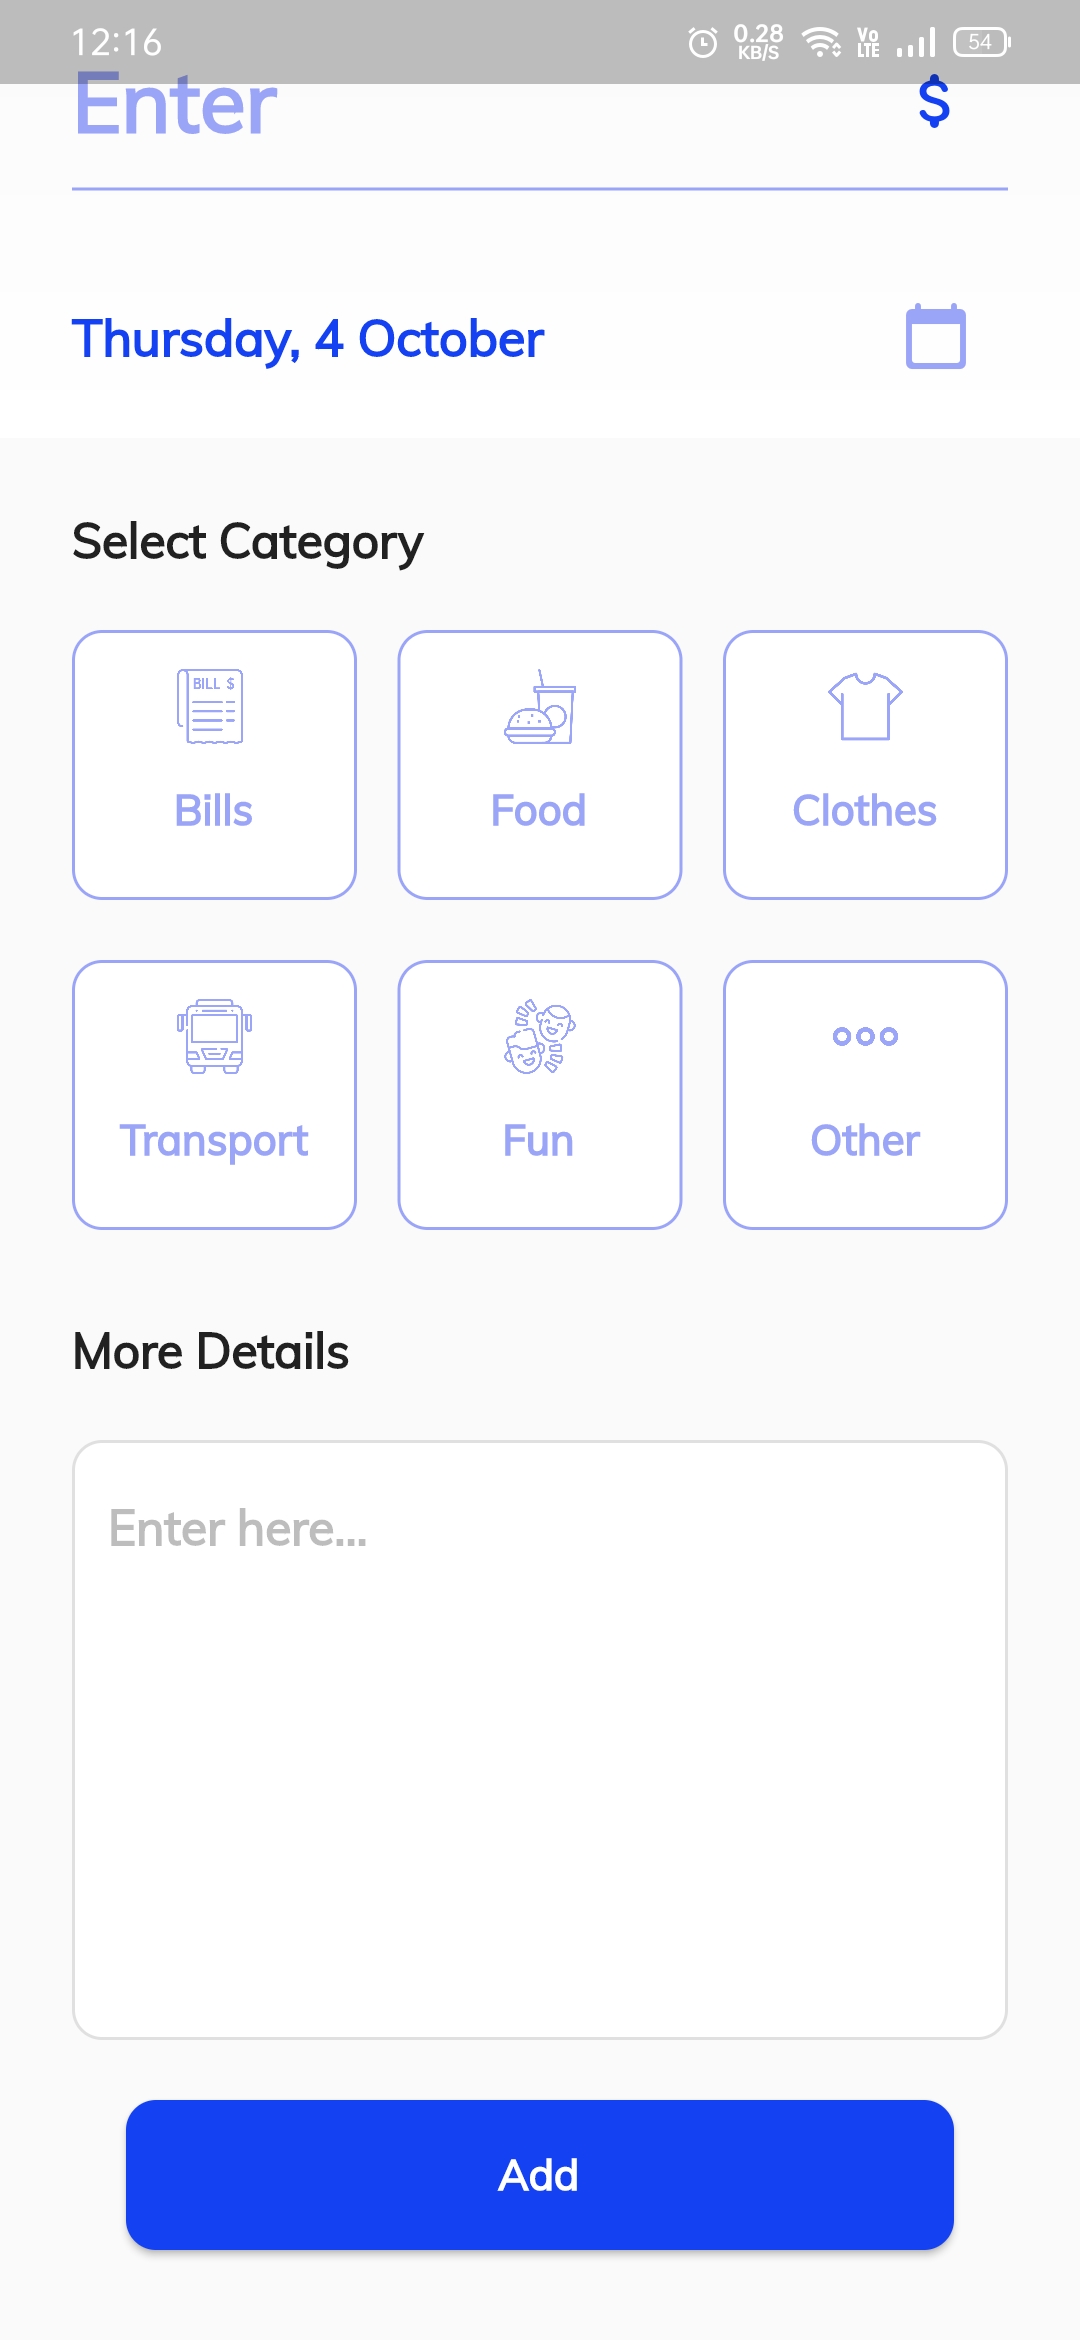 12:16 0.28 KB/S Vo LTE 54
Enter $
Thursday, 4 October
Select Category
BILL $
Bills Food Clothes
Transport Fun Other
More Details
Enter here...
Add